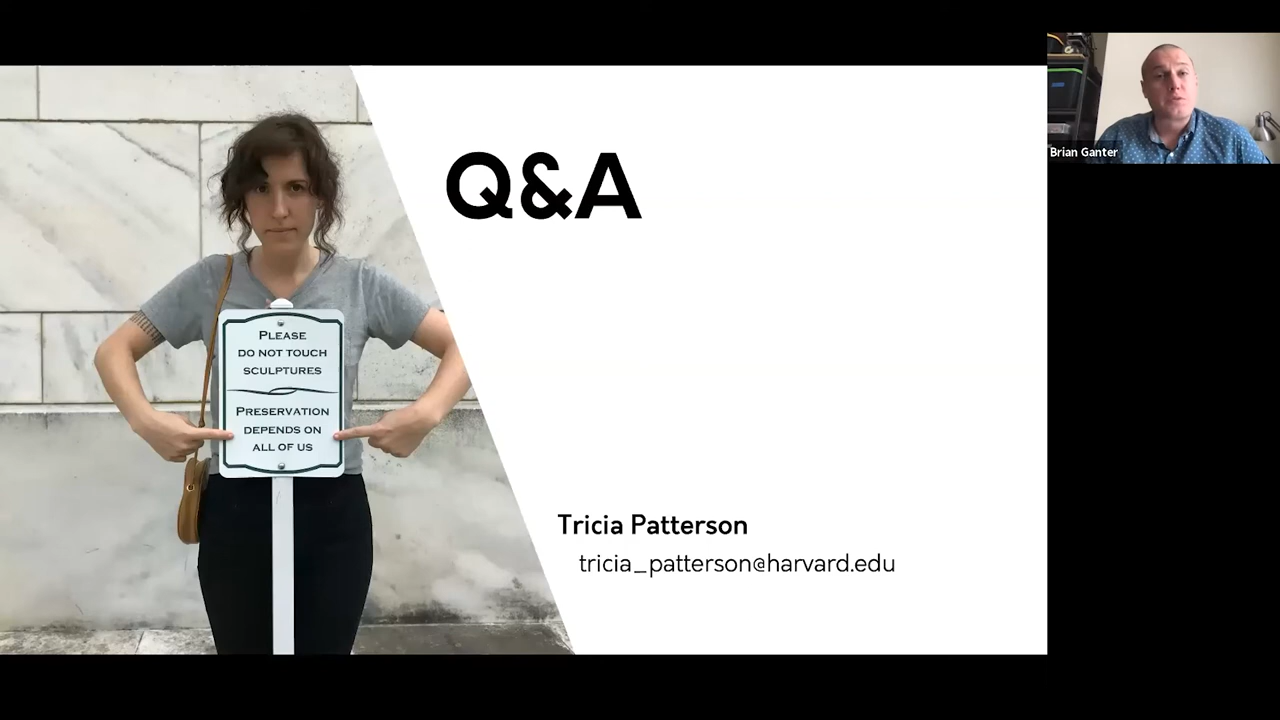 Q&A
PLEASE
DO NOT TOUCH
SCULPTURES
PRESERVATION
DEPENDS ON
ALL OF US
Tricia Patterson
tricia_patterson@harvard.edu
Brian Ganter